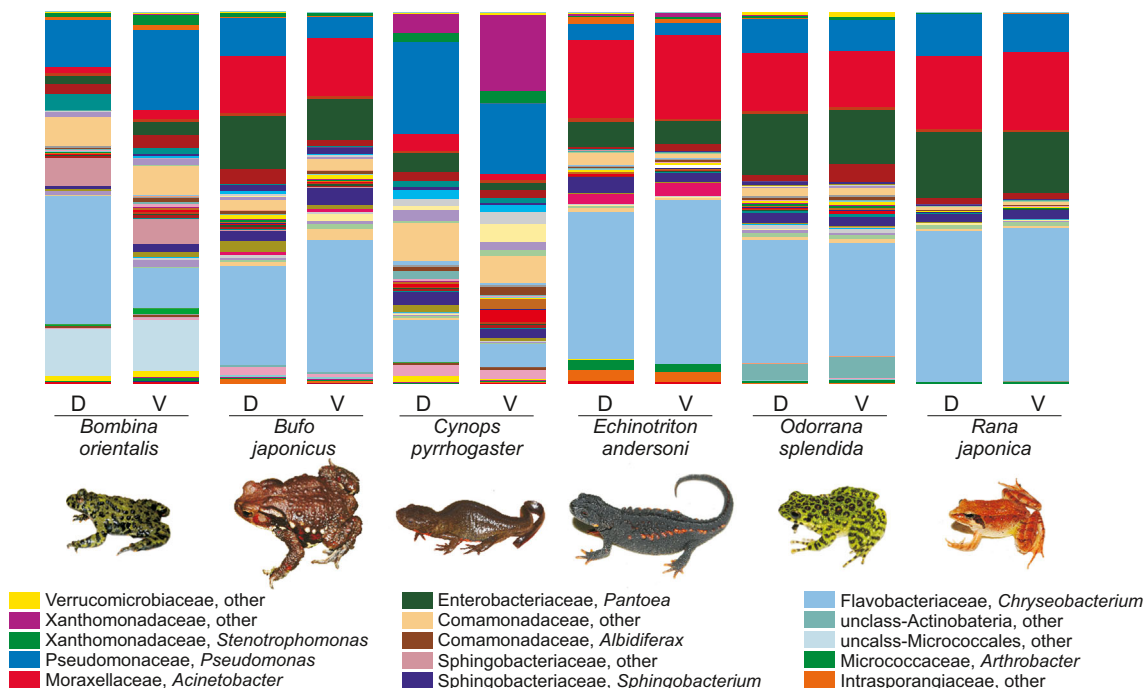 D V D V D V D V D V D V
Bombina orientalis
Bufo japonicus
Cynops pyrrhogaster
Echinotriton andersoni
Odorrana splendida
Rana japonica
Verrucomicrobiaceae, other
Xanthomonadaceae, other
Xanthomonadaceae, Stenotrophomonas
Pseudomonaceae, Pseudomonas
Moraxellaceae, Acinetobacter
Enterobacteriaceae, Pantoea
Comamonadaceae, other
Comamonadaceae, Albidiferax
Sphingobacteriaceae, other
Sphingobacteriaceae, Sphingobacterium
Flavobacteriaceae, Chryseobacterium
unclass-Actinobateria, other
uncalss-Micrococcales, other
Micrococcaceae, Arthrobacter
Intrasporangiaceae, other